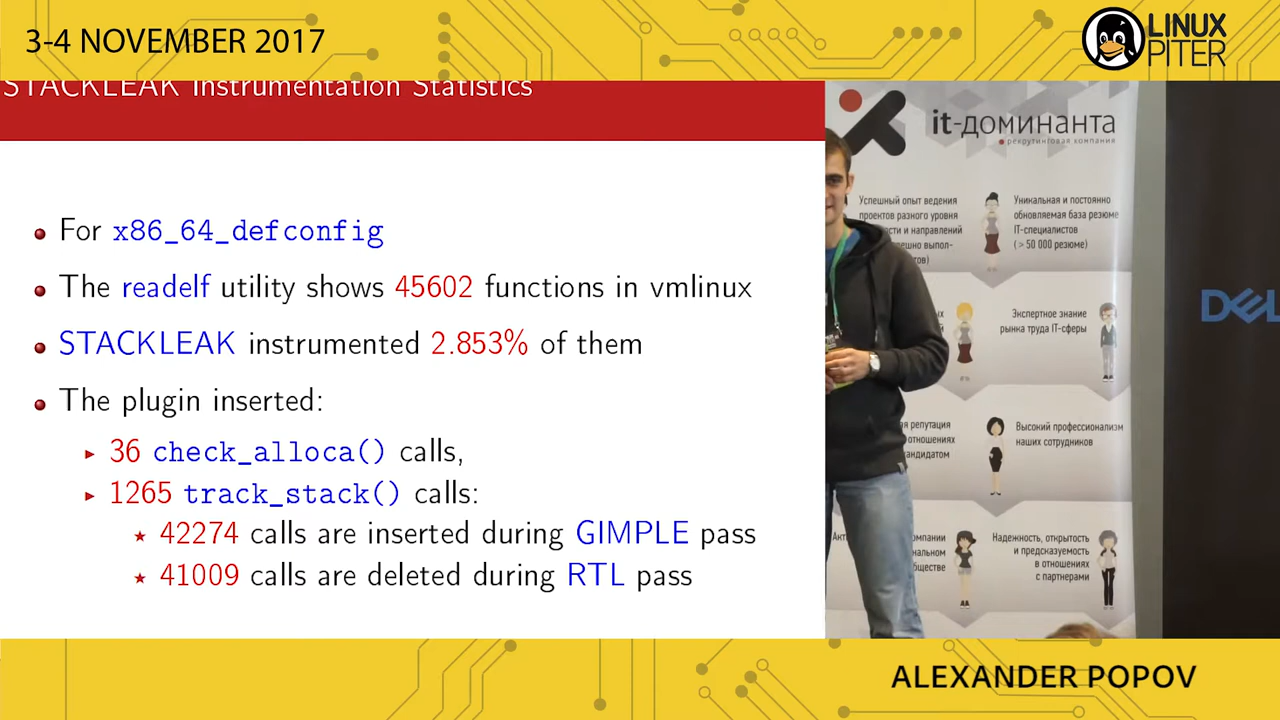 3-4 NOVEMBER 2017
LINUX
PITER
STACKLEAK Instrumentation Statistics
For x86_64_defconfig
The readelf utility shows 45602 functions in vmlinux
STACKLEAK instrumented 2.853% of them
The plugin inserted:
36 check_alloca() calls,
1265 track_stack() calls:
42274 calls are inserted during GIMPLE pass
41009 calls are deleted during RTL pass
it-доминанта
рекрутинговая компания
Успешный опыт ведения
проектов разного уровня
Уникальная и постоянно
обновляемая база резюме
IT-специалистов
(>50 000 резюме)
Экспертное знание
рынка труда IT-сферы
репутация
Высокий профессионализм
наших сотрудников
Надежность, открытость
и предсказуемость
в отношениях
с партнерами
DELL
ALEXANDER POPOV